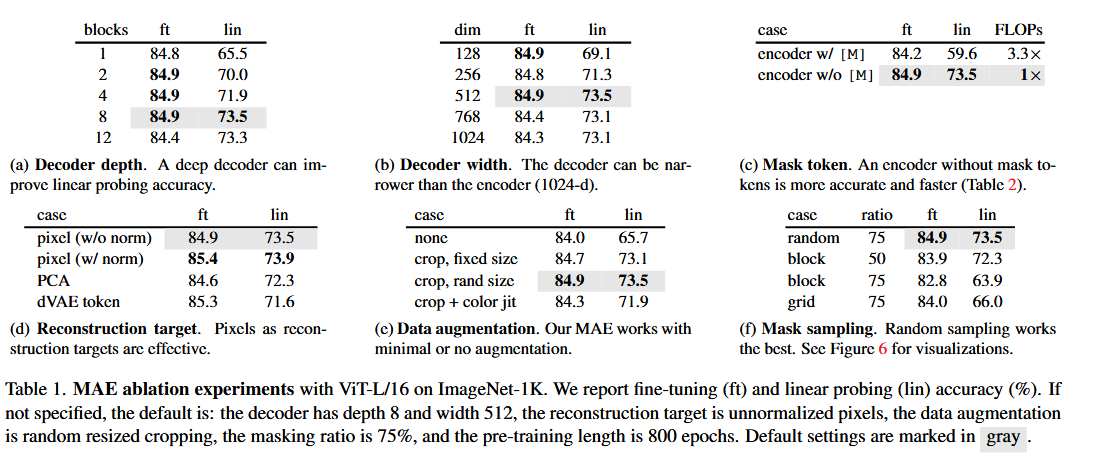 blocks ft lin
1 84.8 65.5
2 84.9 70.0
4 84.9 71.9
8 84.9 73.5
12 84.4 73.3
(a) Decoder depth. A deep decoder can im-
prove linear probing accuracy.
dim ft lin
128 84.9 69.1
256 84.8 71.3
512 84.9 73.5
768 84.4 73.1
1024 84.3 73.1
(b) Decoder width. The decoder can be nar-
rower than the encoder (1024-d).
case ft lin FLOPs
encoder w/ [M] 84.2 59.6 3.3×
encoder w/o [M] 84.9 73.5 1×
(c) Mask token. An encoder without mask to-
kens is more accurate and faster (Table 2).
case ft lin
pixel (w/o norm) 84.9 73.5
pixel (w/ norm) 85.4 73.9
PCA 84.6 72.3
dVAE token 85.3 71.6
(d) Reconstruction target. Pixels as recon-
struction targets are effective.
case ft lin
none 84.0 65.7
crop, fixed size 84.7 73.1
crop, rand size 84.9 73.5
crop + color jit 84.3 71.9
(e) Data augmentation. Our MAE works with
minimal or no augmentation.
case ratio ft lin
random 75 84.9 73.5
block 50 83.9 72.3
block 75 82.8 63.9
grid 75 84.0 66.0
(f) Mask sampling. Random sampling works
the best. See Figure 6 for visualizations.
Table 1. MAE ablation experiments with ViT-L/16 on ImageNet-1K. We report fine-tuning (ft) and linear probing (lin) accuracy (%). If
not specified, the default is: the decoder has depth 8 and width 512, the reconstruction target is unnormalized pixels, the data augmentation
is random resized cropping, the masking ratio is 75%, and the pre-training length is 800 epochs. Default settings are marked in gray .